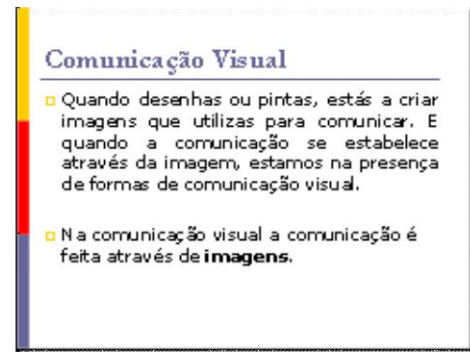 Comunicação Visual
Quando desenhas ou pintas, estás a criar
imagens que utilizas para comunicar. E
quando a comunicação se estabelece
através da imagem, estamos na presença
de formas de comunicação visual.
Na comunicação visual a comunicação é
feita através de imagens.